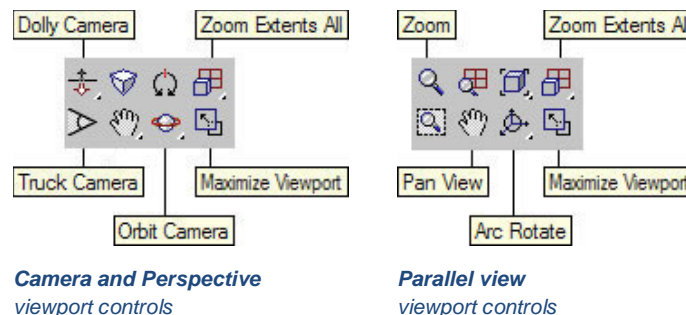 Dolly Camera
Zoom Extents All
Truck Camera
Maximize Viewport
Orbit Camera
Camera and Perspective
viewport controls
Zoom
Zoom Extents Al
Pan View
Maximize Viewport
Arc Rotate
Parallel view
viewport controls